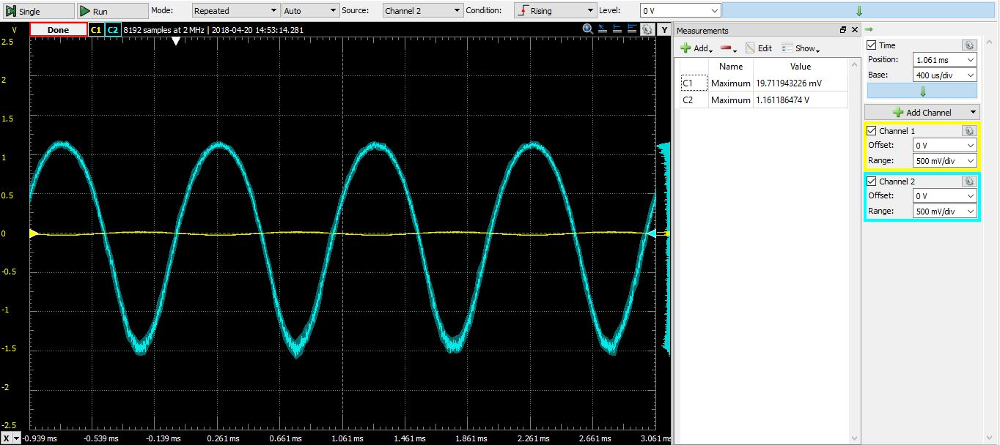 Single Run Mode: Repeated Auto Source: Channel 2 Condition: Rising Level: 0 V
V Done C1 C2 8192 samples at 2 MHz | 2018-04-20 14:53:14.281 Y
2.5
2
1.5
1
0.5
0
-0.5
-1
-1.5
-2
-2.5
X -0.939 ms -0.539 ms -0.139 ms 0.261 ms 0.661 ms 1.061 ms 1.461 ms 1.861 ms 2.261 ms 2.661 ms 3.061 ms
Measurements
Add Edit Show
Name Value
C1 Maximum 19.711943226 mV
C2 Maximum 1.161186474 V
Time
Position: 1.061 ms
Base: 400 us/div
Add Channel
Channel 1
Offset: 0 V
Range: 500 mV/div
Channel 2
Offset: 0 V
Range: 500 mV/div